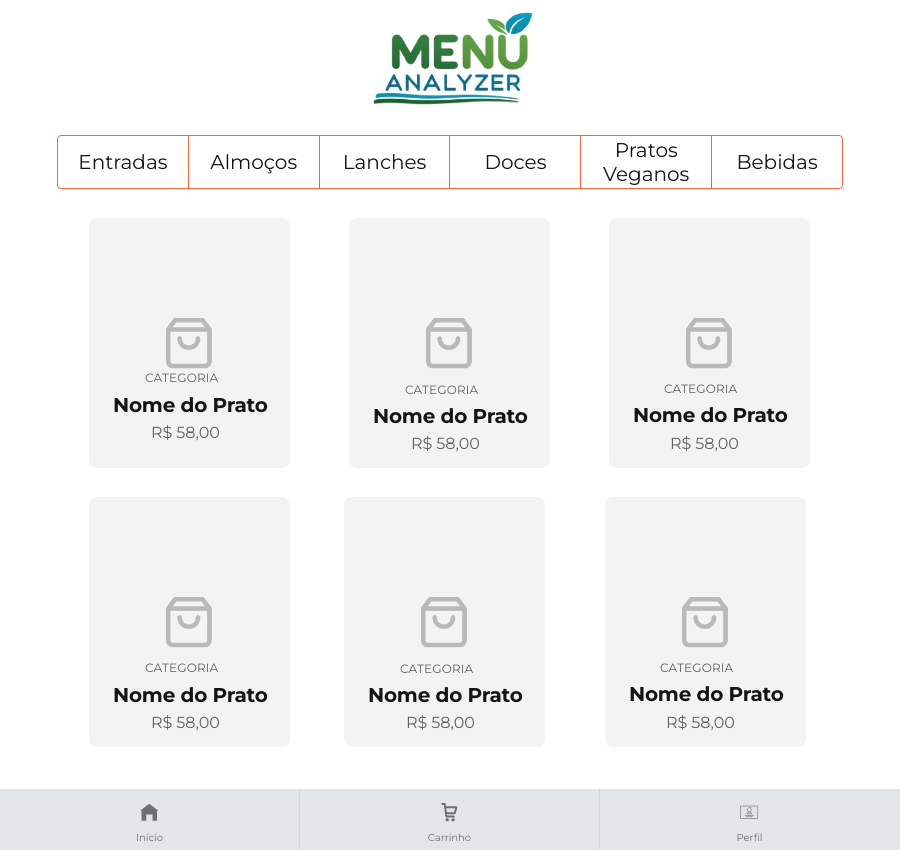 MENU
ANALYZER
Entradas
Almoços
Lanches
Doces
Pratos
Veganos
Bebidas
CATEGORIA
Nome do Prato
R$ 58,00
CATEGORIA
Nome do Prato
R$ 58,00
CATEGORIA
Nome do Prato
R$ 58,00
CATEGORIA
Nome do Prato
R$ 58,00
CATEGORIA
Nome do Prato
R$ 58,00
CATEGORIA
Nome do Prato
R$ 58,00
Início
Carrinho
Perfil